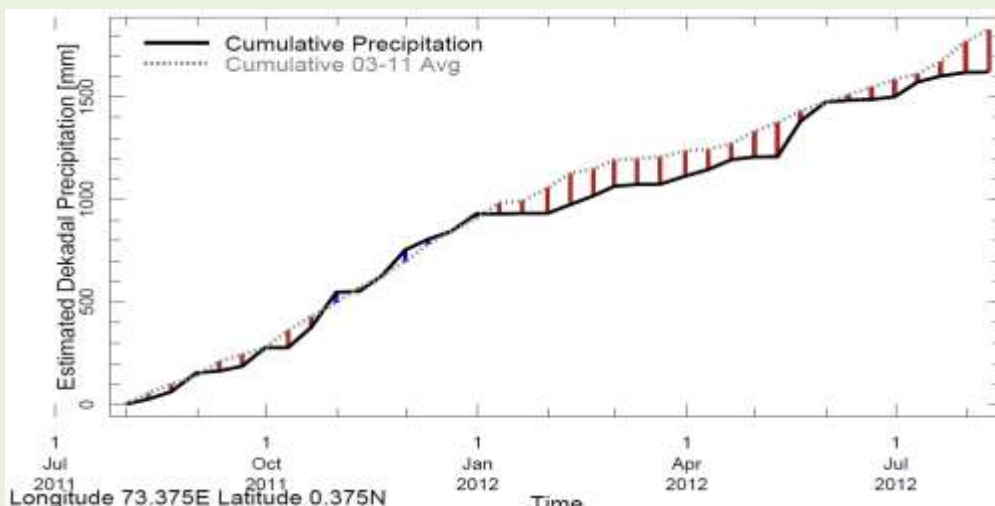 Cumulative Precipitation
Cumulative 03-11 Avg
Estimated Dekadal Precipitation [mm]
1500
1000
500
0
1 1 1 1 1
Jul Oct Jan Apr Jul
2011 2011 2012 2012 2012
Longitude 73.375E Latitude 0.375N Time